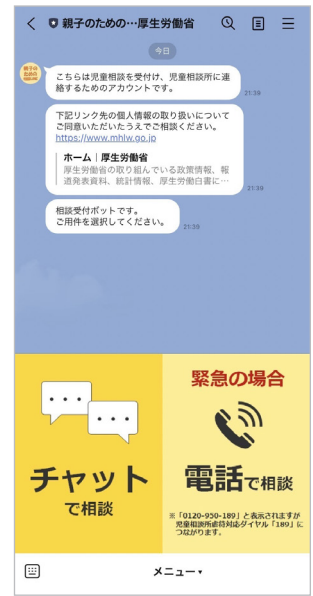 親子のための…厚生労働省
今日
親子の
ための
こちらは児童相談を受付け、児童相談所に連
絡するためのアカウントです。
21:39
下記リンク先の個人情報の取り扱いについて
ご同意いただいたうえでご相談ください。
https://www.mhlw.go.jp
ホーム｜厚生労働省
厚生労働省の取り組んでいる政策情報、報
道発表資料、統計情報、厚生労働白書に…
21:39
相談受付ボットです。
ご用件を選択してください。
21:39
チャット
で相談
緊急の場合
電話で相談
※「0120-950-189」と表示されますが
児童相談所虐待対応ダイヤル「189」に
つながります。
メニュー▼